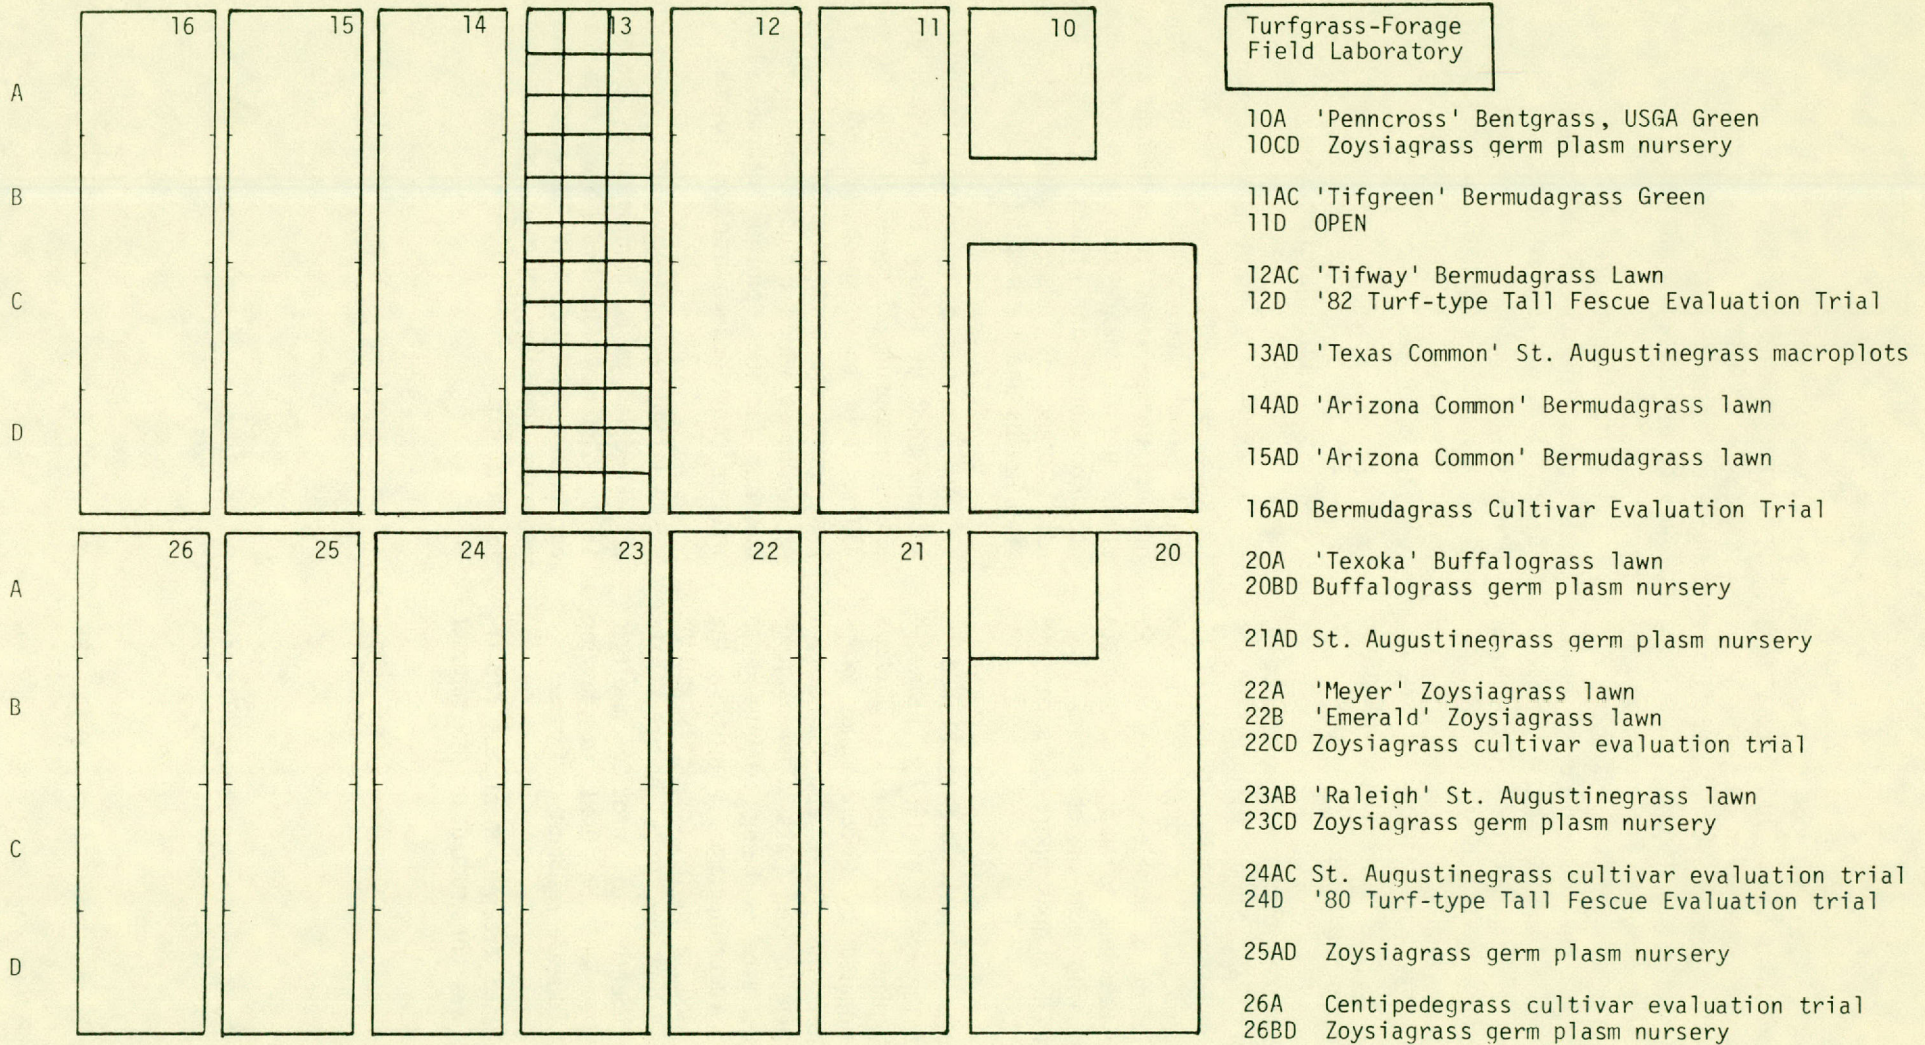 16 15 14 13 12 11 10
A
B
C
D
26 25 24 23 22 21 20
A
B
C
D
Turfgrass-Forage
Field Laboratory
10A 'Penncross' Bentgrass, USGA Green
10CD Zoysiagrass germ plasm nursery
11AC 'Tifgreen' Bermudagrass Green
11D OPEN
12AC 'Tifway' Bermudagrass Lawn
12D '82 Turf-type Tall Fescue Evaluation Trial
13AD 'Texas Common' St. Augustinegrass macroplots
14AD 'Arizona Common' Bermudagrass lawn
15AD 'Arizona Common' Bermudagrass lawn
16AD Bermudagrass Cultivar Evaluation Trial
20A 'Texoka' Buffalograss lawn
20BD Buffalograss germ plasm nursery
21AD St. Augustinegrass germ plasm nursery
22A 'Meyer' Zoysiagrass lawn
22B 'Emerald' Zoysiagrass lawn
22CD Zoysiagrass cultivar evaluation trial
23AB 'Raleigh' St. Augustinegrass lawn
23CD Zoysiagrass germ plasm nursery
24AC St. Augustinegrass cultivar evaluation trial
24D '80 Turf-type Tall Fescue Evaluation trial
25AD Zoysiagrass germ plasm nursery
26A Centipedegrass cultivar evaluation trial
26BD Zoysiagrass germ plasm nursery